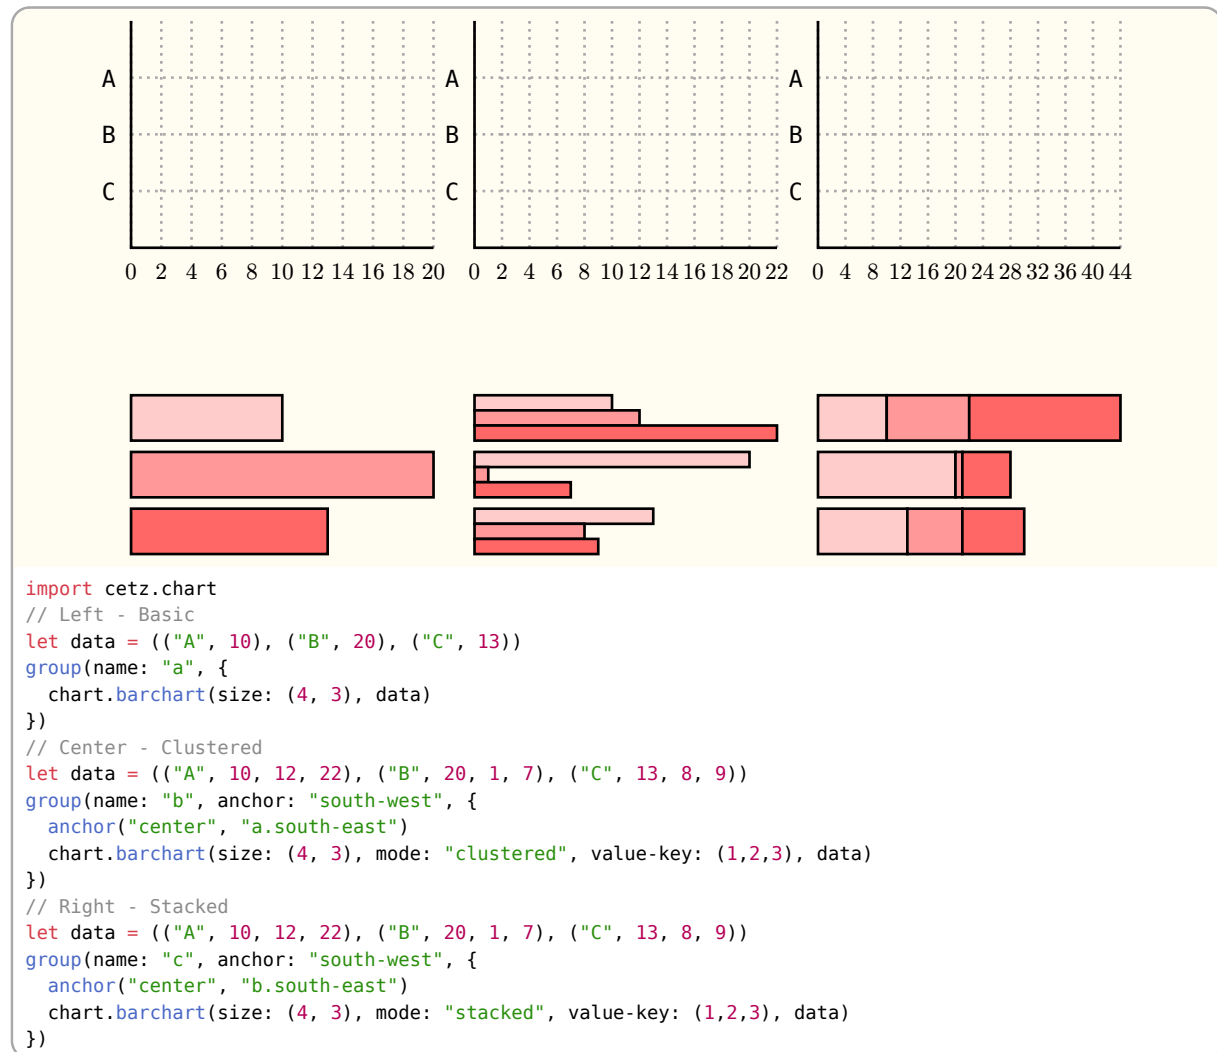 A A A
B B B
C C C
0 2 4 6 8 10 12 14 16 18 20 0 2 4 6 8 10 12 14 16 18 20 22 0 4 8 12 16 20 24 28 32 36 40 44
import cetz.chart
// Left - Basic
let data = (("A", 10), ("B", 20), ("C", 13))
group(name: "a", {
  chart.barchart(size: (4, 3), data)
})
// Center - Clustered
let data = (("A", 10, 12, 22), ("B", 20, 1, 7), ("C", 13, 8, 9))
group(name: "b", anchor: "south-west", {
  anchor("center", "a.south-east")
  chart.barchart(size: (4, 3), mode: "clustered", value-key: (1,2,3), data)
})
// Right - Stacked
let data = (("A", 10, 12, 22), ("B", 20, 1, 7), ("C", 13, 8, 9))
group(name: "c", anchor: "south-west", {
  anchor("center", "b.south-east")
  chart.barchart(size: (4, 3), mode: "stacked", value-key: (1,2,3), data)
})